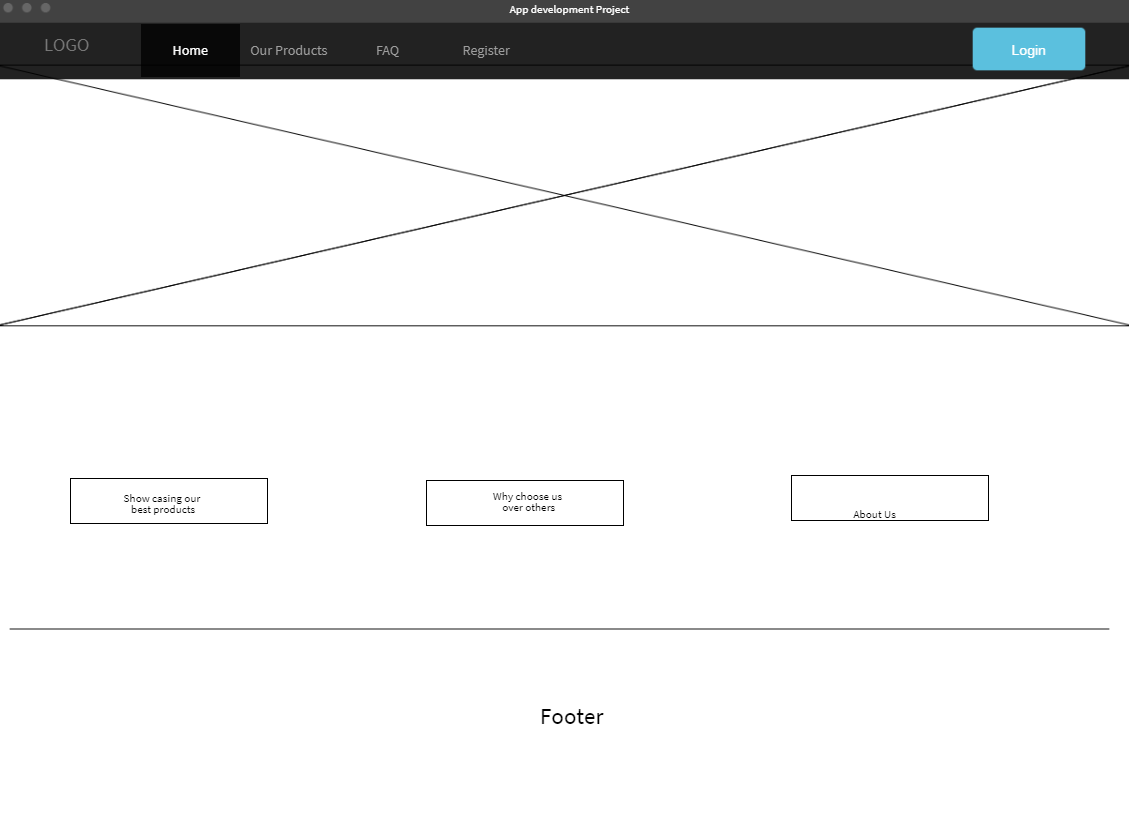 App development Project
LOGO
Home
Our Products
FAQ
Register
Login
Show casing our
best products
Why choose us
over others
About Us
Footer